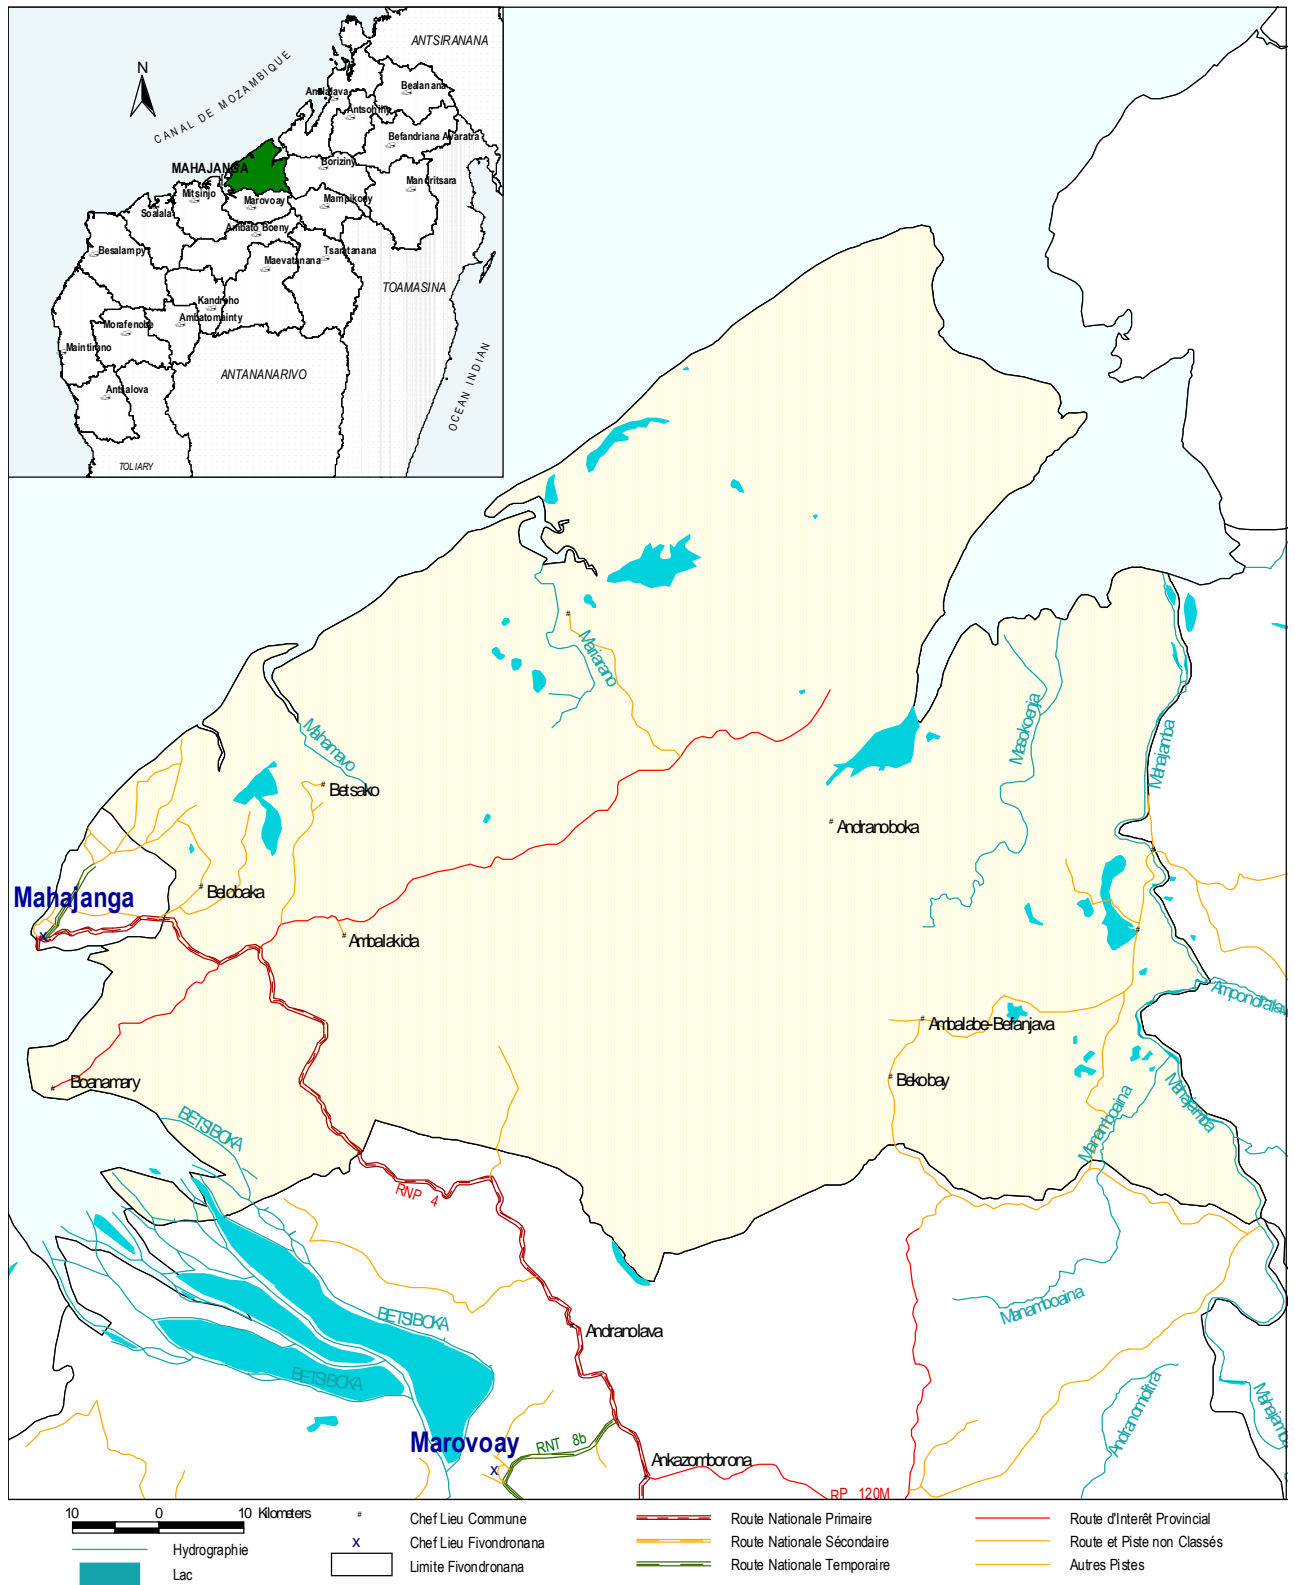 ANTSIRANANA
N
CANAL DE MOZAMBIQUE
Analalava
Bealanana
Antsohihy
Befandriana Avaratra
MAHAJANGA
Boriziny
Mandritsara
Mitsinjo
Marovoay
Mampikony
Soalala
Ambato Boeny
Besalampy
Maevatanana
Tsaratanana
TOAMASINA
Kandreho
Ambatomainty
Morafenobe
Maintirano
ANTANANARIVO
Antsalova
OCEAN INDIAN
TOLIARY
Mariarano
Mahamavo
Masokoenja
Mahajamba
Betsako
Andranoboka
Mahajanga
Belobaka
Ambalakida
Ambalabe-Befanjava
Boanamary
Bekobay
BETSIBOKA
Manamboaina
Mahajamba
RNP 4
BETSIBOKA
Manamboaina
Andranolava
BETSIBOKA
Andranomiditra
Marovoay
RNT 8b
Ankazomborona
RP 120M
10 0 10 Kilometers
Hydrographie
Lac
# Chef Lieu Commune
X Chef Lieu Fivondronana
Limite Fivondronana
Route Nationale Primaire
Route Nationale Sécondaire
Route Nationale Temporaire
Route d'Interêt Provincial
Route et Piste non Classés
Autres Pistes